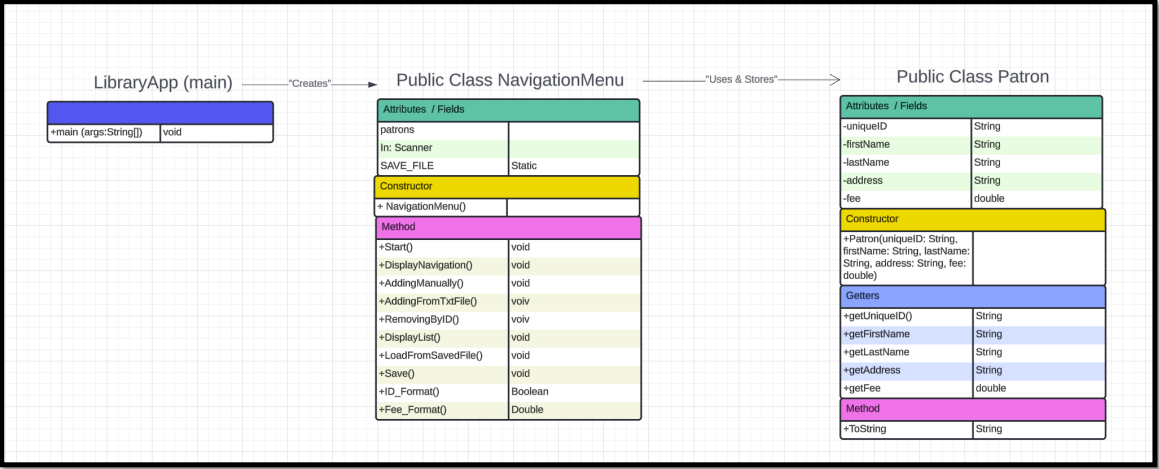 LibraryApp (main)
"Creates"
Public Class NavigationMenu
"Uses & Stores"
Public Class Patron
+main (args:String[]) void
Attributes / Fields
patrons
In: Scanner
SAVE_FILE Static
Constructor
+ NavigationMenu()
Method
+Start() void
+DisplayNavigation() void
+AddingManually() void
+AddingFromTxtFile() voiv
+RemovingByID() voiv
+DisplayList() void
+LoadFromSavedFile() void
+Save() void
+ID_Format() Boolean
+Fee_Format() Double
Attributes / Fields
-uniqueID String
-firstName String
-lastName String
-address String
-fee double
Constructor
+Patron(uniqueID: String,
firstName: String, lastName:
String, address: String, fee:
double)
Getters
+getUniqueID() String
+getFirstName String
+getLastName String
+getAddress String
+getFee double
Method
+ToString String